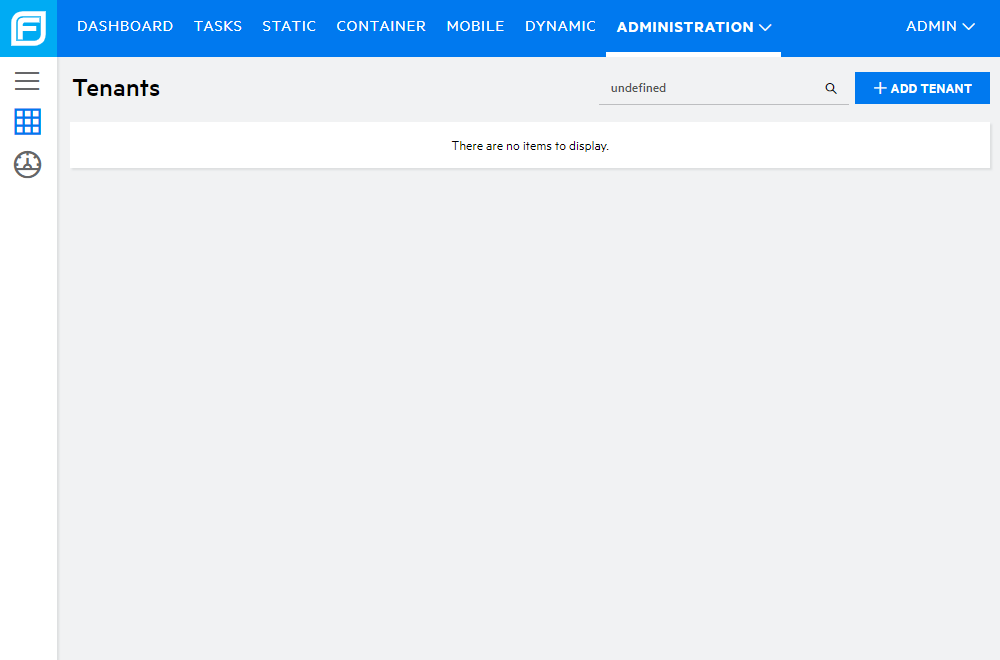 DASHBOARD TASKS STATIC CONTAINER MOBILE DYNAMIC ADMINISTRATION ADMIN
Tenants
undefined
ADD TENANT
There are no items to display.